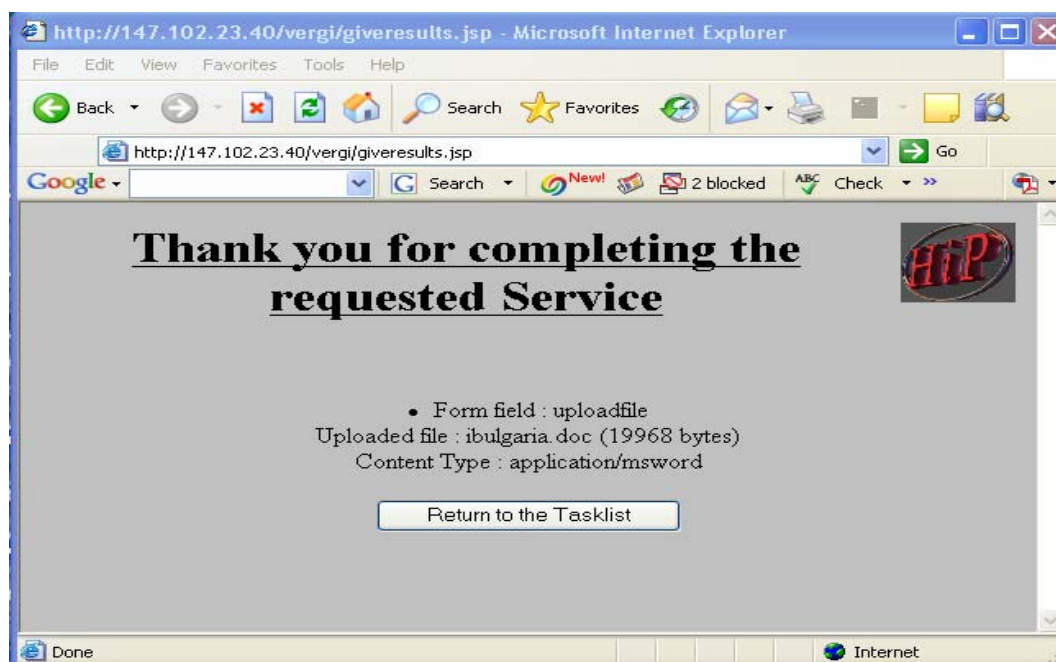 http://147.102.23.40/vergi/giveresults.jsp - Microsoft Internet Explorer
File Edit View Favorites Tools Help
Back Search Favorites
http://147.102.23.40/vergi/giveresults.jsp Go
Google G Search New! 2 blocked ABC Check »
Thank you for completing the
requested Service
HiP
• Form field : uploadfile
Uploaded file : ibulgaria.doc (19968 bytes)
Content Type : application/msword
Return to the Tasklist
Done Internet